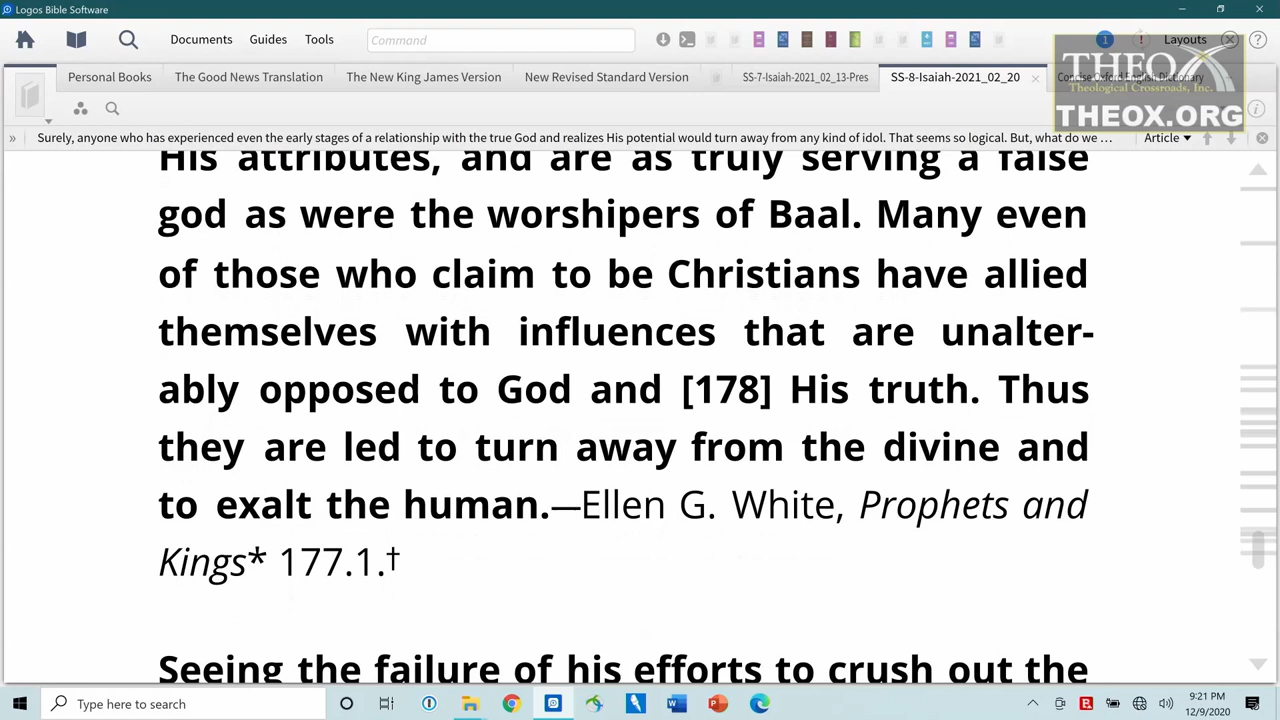 Logos Bible Software
Documents Guides Tools Command 1 ! Layouts
Personal Books The Good News Translation The New King James Version New Revised Standard Version SS-7-Isaiah-2021_02_13-Pres SS-8-Isaiah-2021_02_20 Concise Oxford English Dictionary
THEOX
Theological Crossroads, Inc.
THEOX.ORG
» Surely, anyone who has experienced even the early stages of a relationship with the true God and realizes His potential would turn away from any kind of idol. That seems so logical. But, what do we ... Article
His attributes, and are as truly serving a false
god as were the worshipers of Baal. Many even
of those who claim to be Christians have allied
themselves with influences that are unalter-
ably opposed to God and [178] His truth. Thus
they are led to turn away from the divine and
to exalt the human.—Ellen G. White, Prophets and
Kings* 177.1.†
Seeing the failure of his efforts to crush out the
Type here to search
9:21 PM
12/9/2020